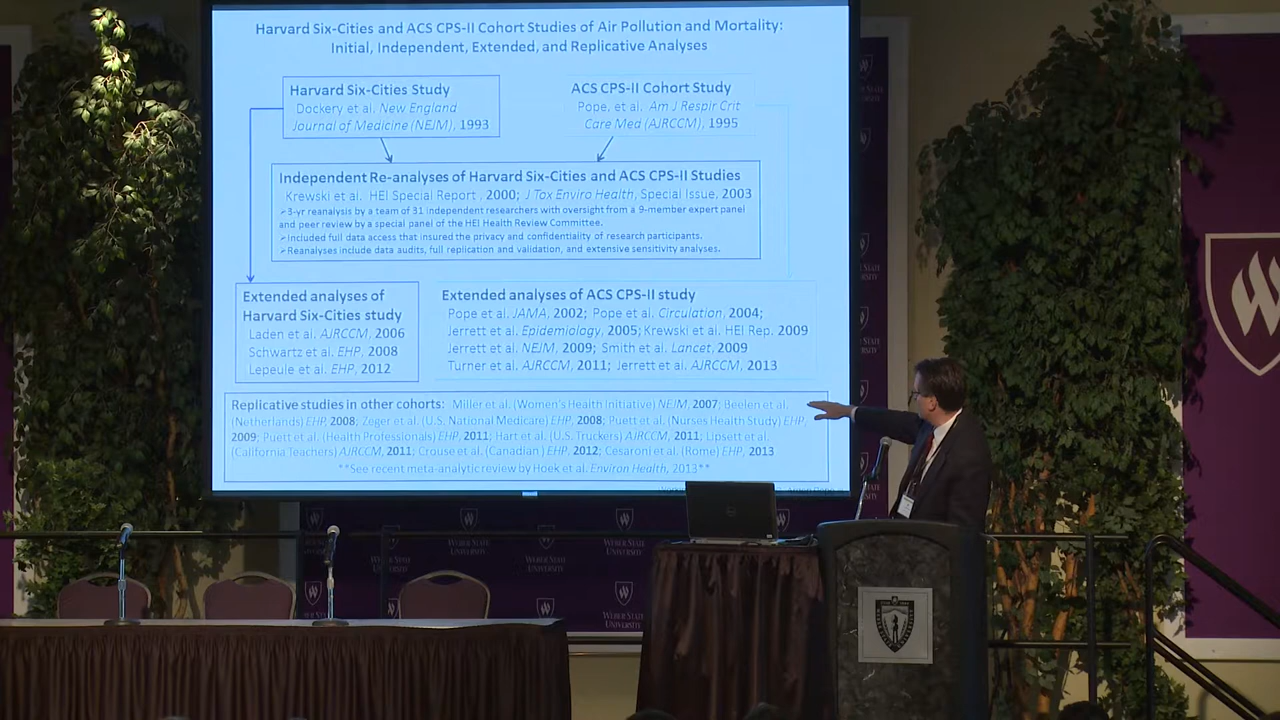 Harvard Six-Cities and ACS CPS-II Cohort Studies of Air Pollution and Mortality:
Initial, Independent, Extended, and Replicative Analyses
Harvard Six-Cities Study
Dockery et al. New England
Journal of Medicine (NEJM), 1993
ACS CPS-II Cohort Study
Pope, et al. Am J Respir Crit
Care Med (AJRCCM), 1995
Independent Re-analyses of Harvard Six-Cities and ACS CPS-II Studies
Krewski et al. HEI Special Report , 2000; J Tox Enviro Health, Special Issue, 2003
➢3-yr reanalysis by a team of 31 independent researchers with oversight from a 9-member expert panel
and peer review by a special panel of the HEI Health Review Committee.
➢Included full data access that insured the privacy and confidentiality of research participants.
➢Reanalyses include data audits, full replication and validation, and extensive sensitivity analyses.
Extended analyses of
Harvard Six-Cities study
Laden et al. AJRCCM, 2006
Schwartz et al. EHP, 2008
Lepeule et al. EHP, 2012
Extended analyses of ACS CPS-II study
Pope et al. JAMA, 2002; Pope et al. Circulation, 2004;
Jerrett et al. Epidemiology, 2005; Krewski et al. HEI Rep. 2009
Jerrett et al. NEJM, 2009; Smith et al. Lancet, 2009
Turner et al. AJRCCM, 2011; Jerrett et al. AJRCCM, 2013
Replicative studies in other cohorts: Miller et al. (Women's Health Initiative) NEJM, 2007; Beelen et al.
(Netherlands) EHP, 2008; Zeger et al. (U.S. National Medicare) EHP, 2008; Puett et al. (Nurses Health Study) EHP,
2009; Puett et al. (Health Professionals) EHP, 2011; Hart et al. (U.S. Truckers) AJRCCM, 2011; Lipsett et al.
(California Teachers) AJRCCM, 2011; Crouse et al. (Canadian ) EHP, 2012; Cesaroni et al. (Rome) EHP, 2013
**See recent meta-analytic review by Hoek et al. Environ Health, 2013**
WEBER STATE
UNIVERSITY
WEBER STATE
UNIVERSITY
WEBER STATE
UNIVERSITY
DELL